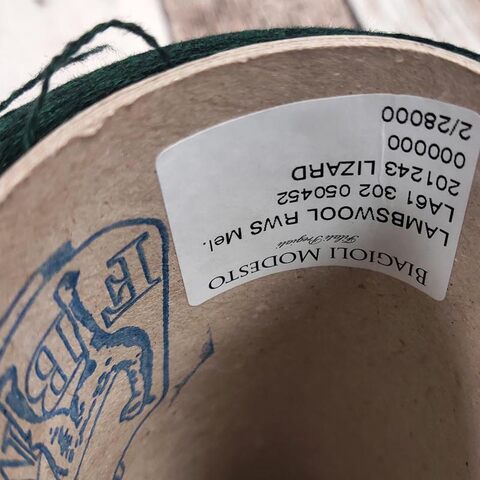 BIAGIOLI MODESTO
Filati Pregiati
LAMBSWOOL RWS Mel.
LA61 302 050452
201243 LIZARD
000000
2/28000